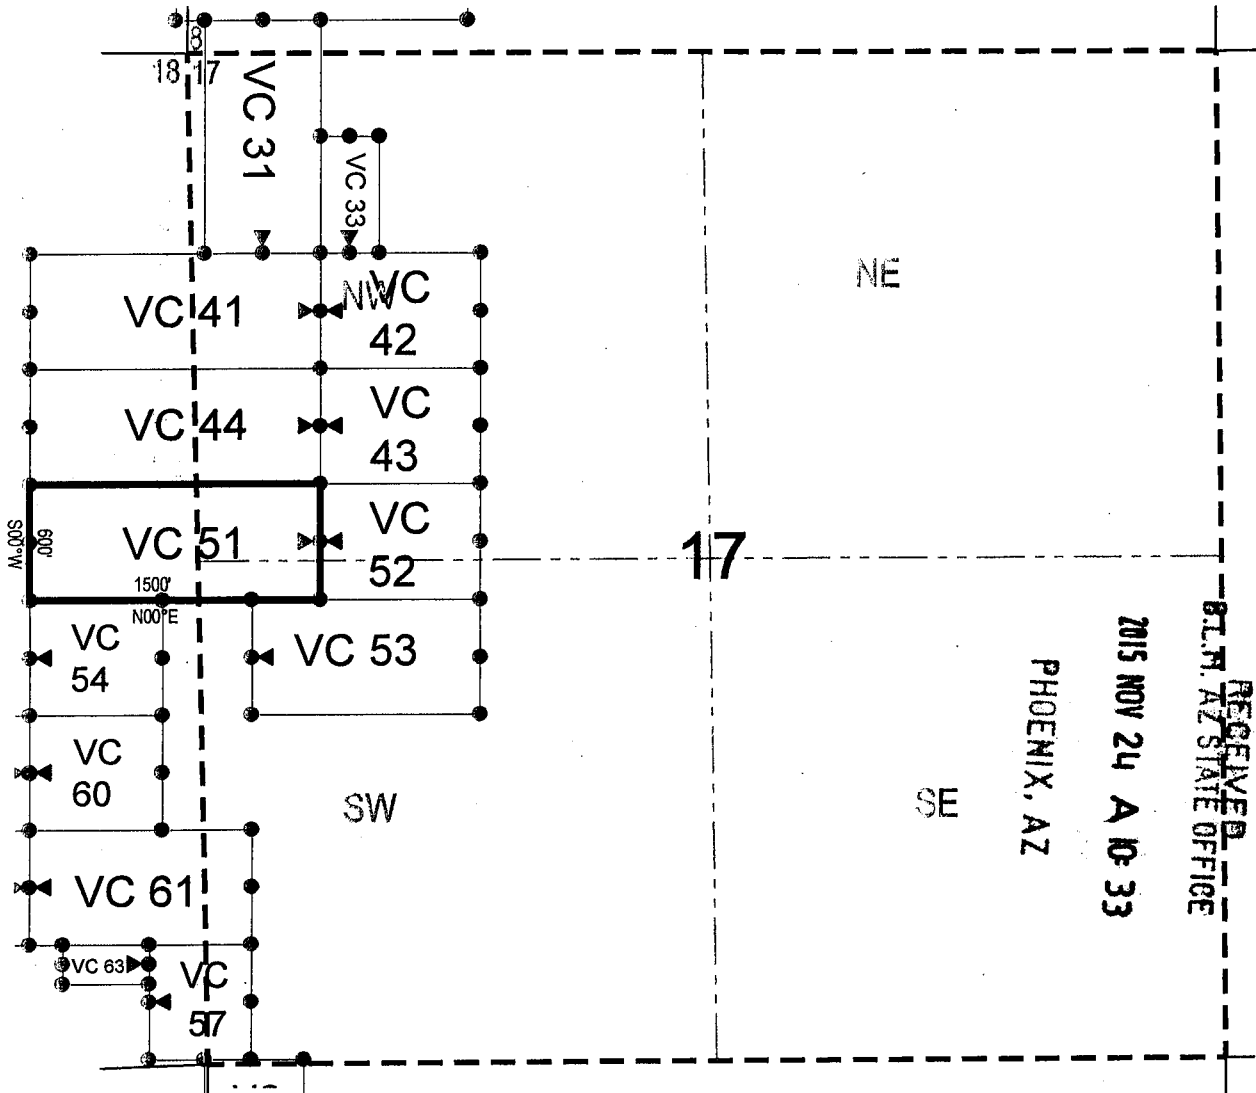 8
18 17
VC 31
VC 33
NE
NW
VC
42
VC 41
VC
43
VC 44
VC
52
VC 51
17
S00°W
600'
1500'
N00°E
VC
54
VC 53
VC
60
SW
SE
VC 61
VC 63
VC
57
RECEIVED
B.L.M. AZ STATE OFFICE
2015 NOV 24 A 10:33
PHOENIX, AZ